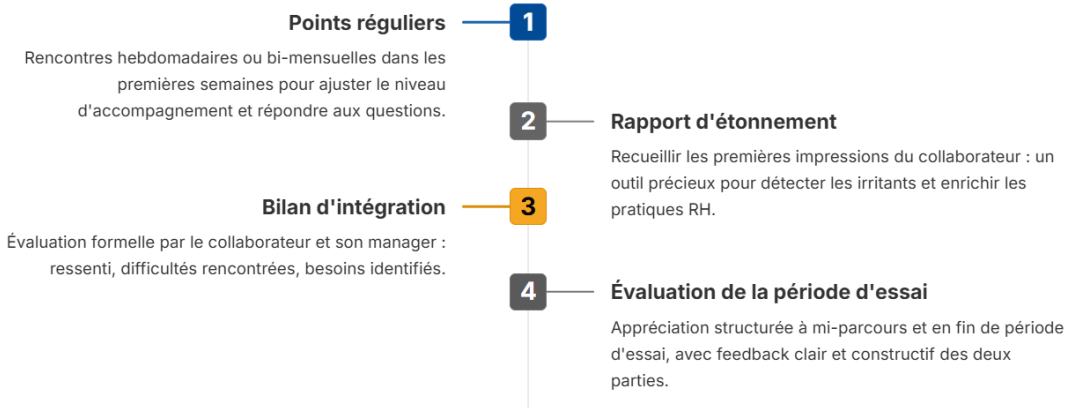 Points réguliers
1
Rencontres hebdomadaires ou bi-mensuelles dans les
premières semaines pour ajuster le niveau
d'accompagnement et répondre aux questions.
2
Rapport d'étonnement
Recueillir les premières impressions du collaborateur : un
outil précieux pour détecter les irritants et enrichir les
pratiques RH.
Bilan d'intégration
3
Évaluation formelle par le collaborateur et son manager :
ressenti, difficultés rencontrées, besoins identifiés.
4
Évaluation de la période d'essai
Appréciation structurée à mi-parcours et en fin de période
d'essai, avec feedback clair et constructif des deux
parties.